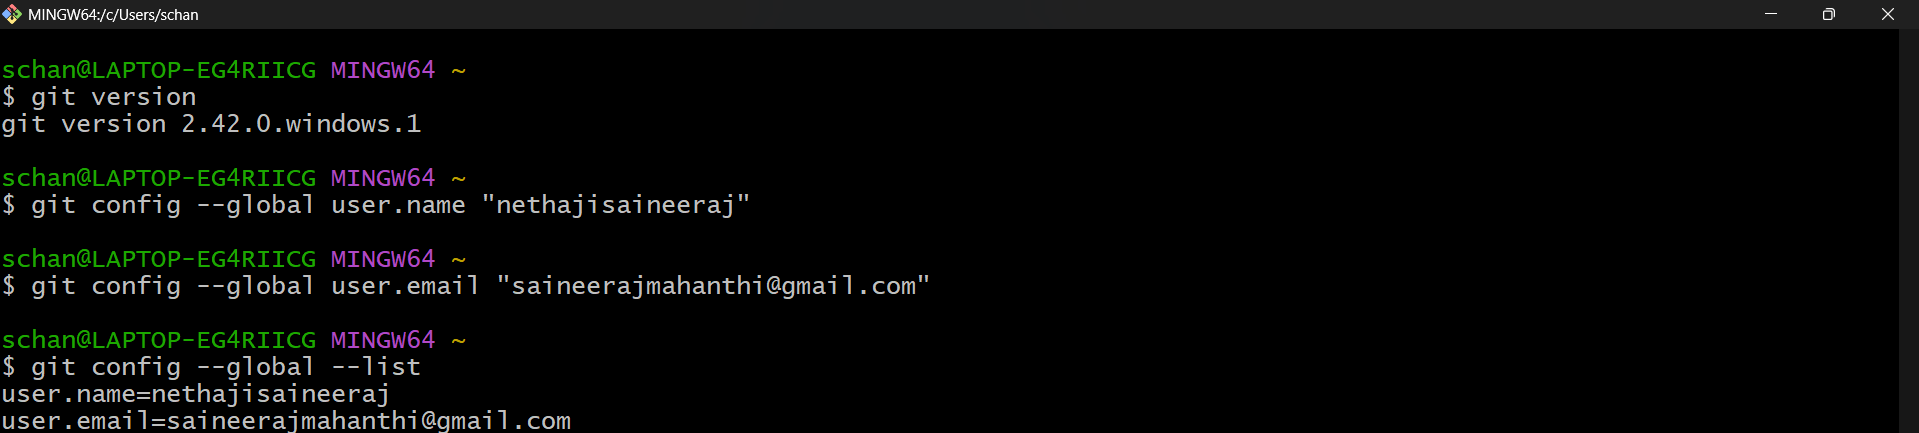 MINGW64:/c/Users/schan
schan@LAPTOP-EG4RIICG MINGW64 ~
$ git version
git version 2.42.0.windows.1
schan@LAPTOP-EG4RIICG MINGW64 ~
$ git config --global user.name "nethajisaineeraj"
schan@LAPTOP-EG4RIICG MINGW64 ~
$ git config --global user.email "saineerajmahanthi@gmail.com"
schan@LAPTOP-EG4RIICG MINGW64 ~
$ git config --global --list
user.name=nethajisaineeraj
user.email=saineerajmahanthi@gmail.com